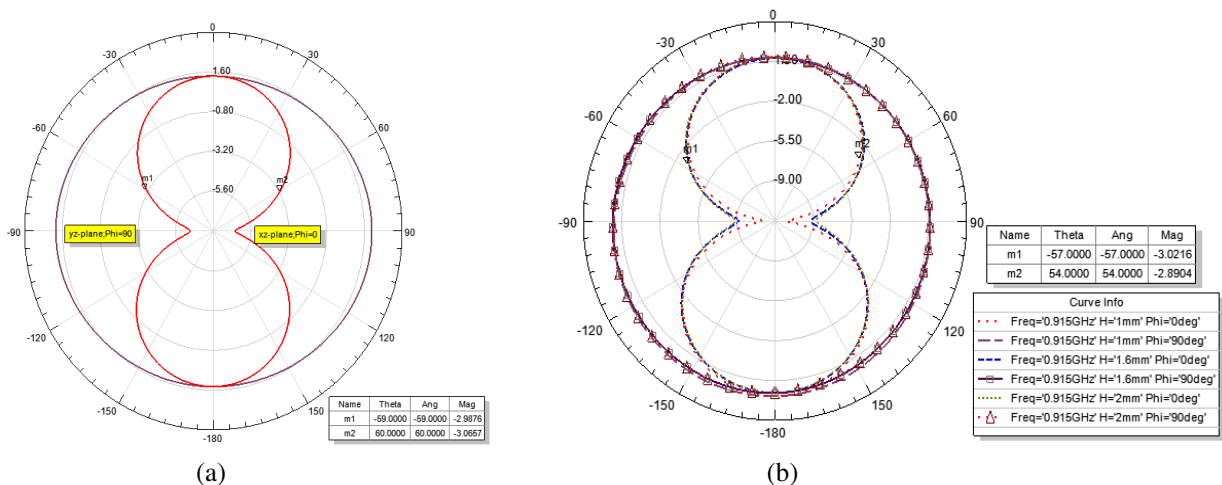 0
-30
30
1.60
-60
60
-0.80
-3.20
m1
m2
-5.60
-90
yz-plane;Phi=90
xz-plane;Phi=0
90
-120
120
-150
150
-180
Name Theta Ang Mag
m1 -59.0000 -59.0000 -2.9876
m2 60.0000 60.0000 -3.0657
(a)
0
-30
30
-60
60
-2.00
-5.50
m1
m2
-9.00
-90
90
-120
120
-150
150
-180
Name Theta Ang Mag
m1 -57.0000 -57.0000 -3.0216
m2 54.0000 54.0000 -2.8904
Curve Info
Freq='0.915GHz' H='1mm' Phi='0deg'
Freq='0.915GHz' H='1mm' Phi='90deg'
Freq='0.915GHz' H='1.6mm' Phi='0deg'
Freq='0.915GHz' H='1.6mm' Phi='90deg'
Freq='0.915GHz' H='2mm' Phi='0deg'
Freq='0.915GHz' H='2mm' Phi='90deg'
(b)